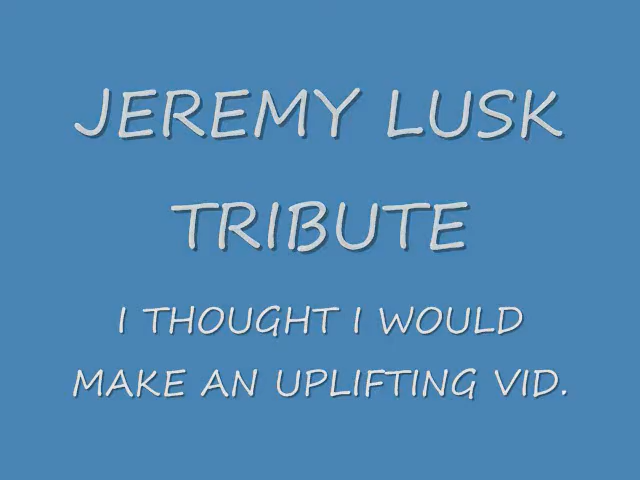 JEREMY LUSK
TRIBUTE
I THOUGHT I WOULD
MAKE AN UPLIFTING VID.